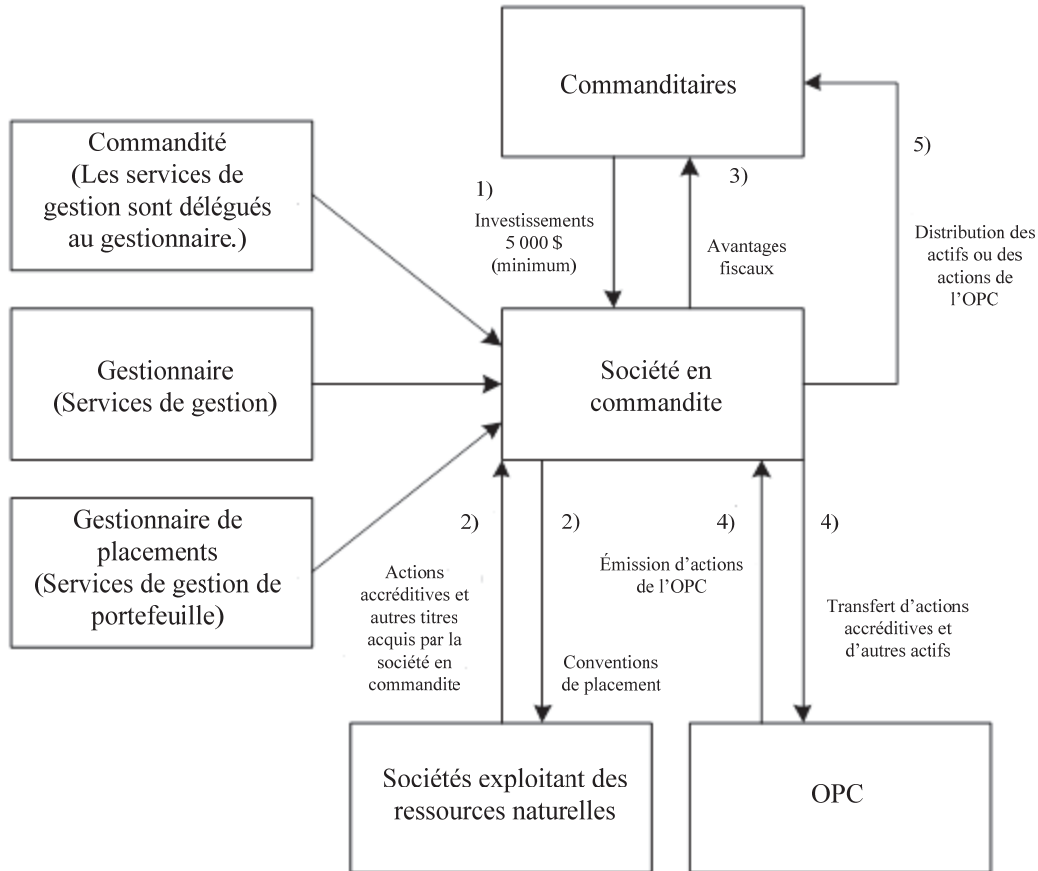 Commanditaires
Commandité
(Les services de
gestion sont délégués
au gestionnaire.)
1)
Investissements
5 000 $
(minimum)
3)
Avantages
fiscaux
5)
Distribution des
actifs ou des
actions de
l’OPC
Gestionnaire
(Services de gestion)
Société en
commandite
Gestionnaire de
placements
(Services de gestion de
portefeuille)
2)
Actions
accréditives et
autres titres
acquis par la
société en
commandite
2)
Conventions
de placement
4)
Émission d’actions
de l’OPC
4)
Transfert d’actions
accréditives et
d’autres actifs
Sociétés exploitant des
ressources naturelles
OPC